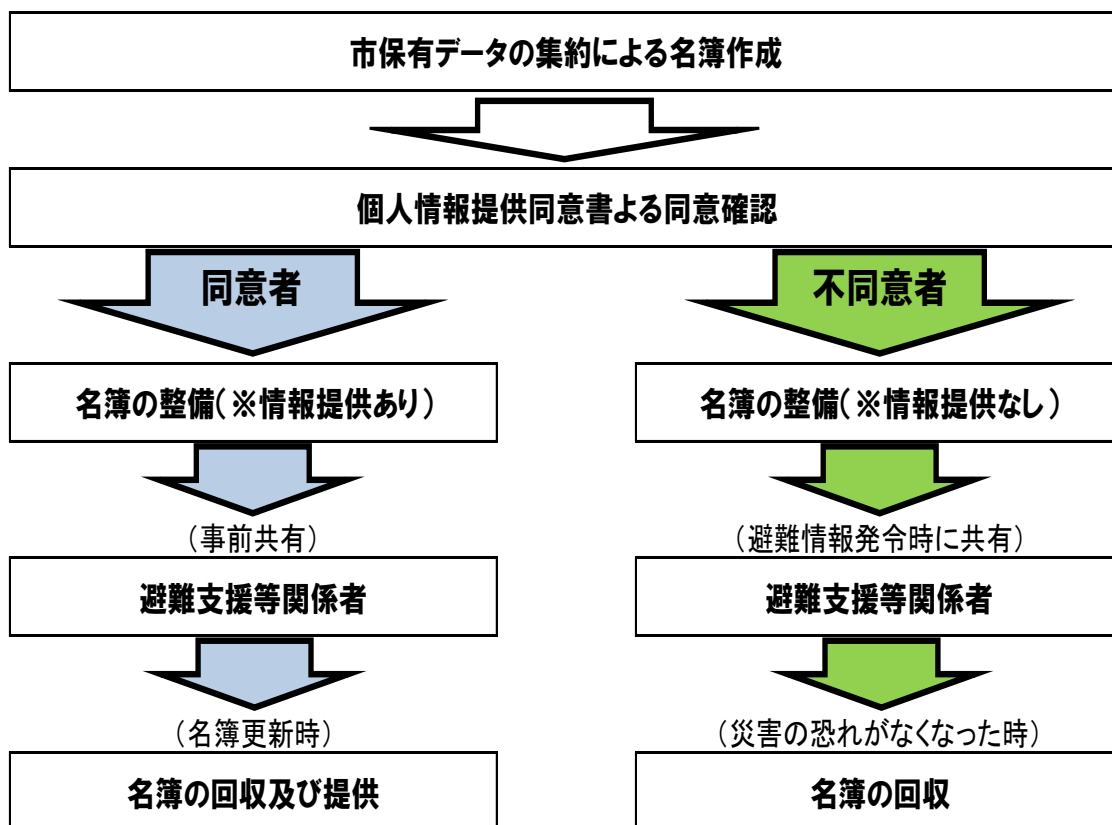 市保有データの集約による名簿作成
個人情報提供同意書よる同意確認
同意者
不同意者
名簿の整備(※情報提供あり)
名簿の整備(※情報提供なし)
(事前共有)
(避難情報発令時に共有)
避難支援等関係者
避難支援等関係者
(名簿更新時)
(災害の恐れがなくなった時)
名簿の回収及び提供
名簿の回収